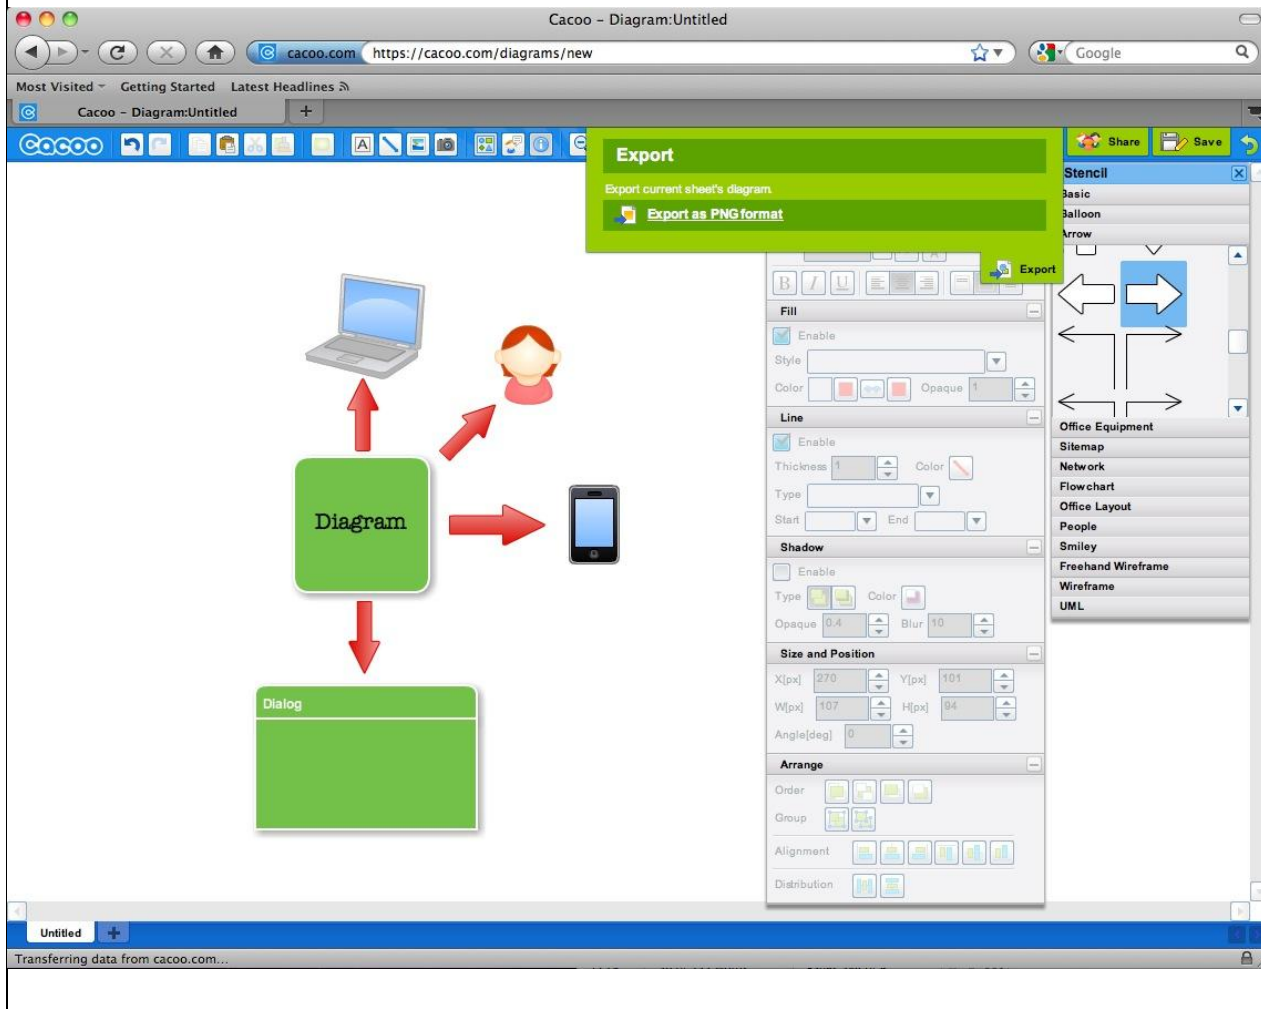 Cacoo – Diagram:Untitled
cacoo.com https://cacoo.com/diagrams/new
Google
Most Visited Getting Started Latest Headlines
Cacoo – Diagram:Untitled +
Cacoo
A
Share Save
Export
Export current sheet's diagram.
Export as PNG format
Export
Stencil
Basic
Balloon
Arrow
B I U
Fill
Enable
Style
Color Opaque 1
Line
Enable
Thickness 1 Color
Type
Start End
Shadow
Enable
Type Color
Opaque 0.4 Blur 10
Size and Position
X[px] 270 Y[px] 101
W[px] 107 H[px] 94
Angle[deg] 0
Arrange
Order
Group
Alignment
Distribution
Office Equipment
Sitemap
Network
Flowchart
Office Layout
People
Smiley
Freehand Wireframe
Wireframe
UML
Diagram
Dialog
Untitled +
Transferring data from cacoo.com...